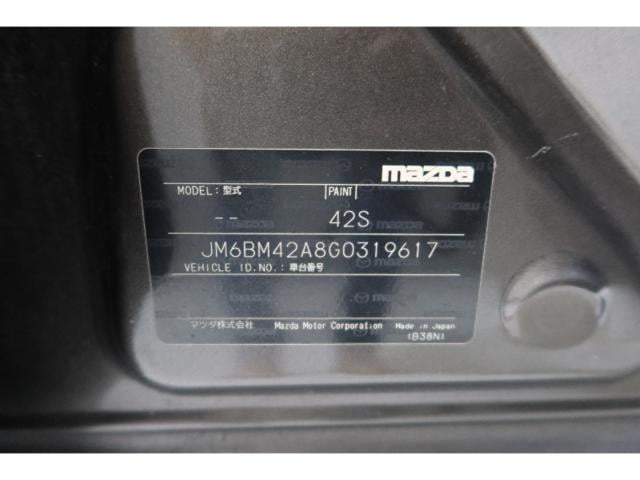 mazda
MODEL: 型式 PAINT
-- 42S
JM6BM42A8G0319617
VEHICLE ID.NO.: 車台番号
マツダ株式会社 Mazda Motor Corporation Made in Japan
(B38N)